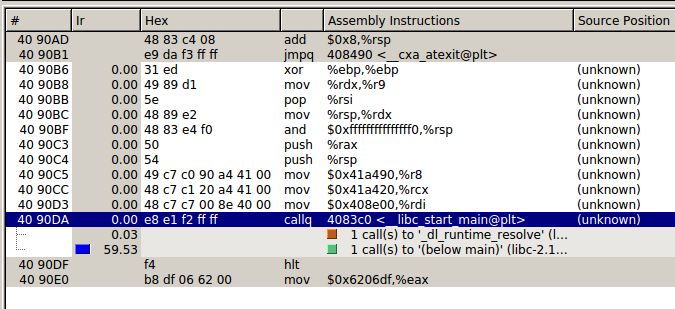 # Ir Hex Assembly Instructions Source Position
40 90AD 48 83 c4 08 add $0x8,%rsp
40 90B1 e9 da f3 ff ff jmpq 408490 <__cxa_atexit@plt>
40 90B6 0.00 31 ed xor %ebp,%ebp (unknown)
40 90B8 0.00 49 89 d1 mov %rdx,%r9 (unknown)
40 90BB 0.00 5e pop %rsi (unknown)
40 90BC 0.00 48 89 e2 mov %rsp,%rdx (unknown)
40 90BF 0.00 48 83 e4 f0 and $0xfffffffffffffff0,%rsp (unknown)
40 90C3 0.00 50 push %rax (unknown)
40 90C4 0.00 54 push %rsp (unknown)
40 90C5 0.00 49 c7 c0 90 a4 41 00 mov $0x41a490,%r8 (unknown)
40 90CC 0.00 48 c7 c1 20 a4 41 00 mov $0x41a420,%rcx (unknown)
40 90D3 0.00 48 c7 c7 00 8e 40 00 mov $0x408e00,%rdi (unknown)
40 90DA 0.00 e8 e1 f2 ff ff callq 4083c0 <__libc_start_main@plt> (unknown)
0.03 1 call(s) to '_dl_runtime_resolve' (l...
59.53 1 call(s) to '(below main)' (libc-2.1...
40 90DF f4 hlt
40 90E0 b8 df 06 62 00 mov $0x6206df,%eax